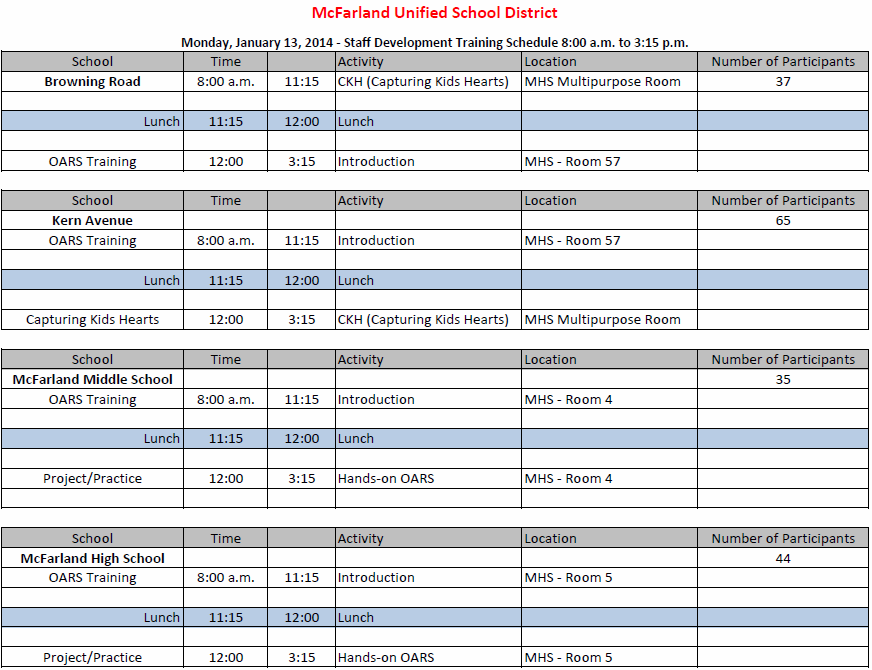 McFarland Unified School District
Monday, January 13, 2014 - Staff Development Training Schedule 8:00 a.m. to 3:15 p.m.
School Time Activity Location Number of Participants
Browning Road 8:00 a.m. 11:15 CKH (Capturing Kids Hearts) MHS Multipurpose Room 37
Lunch 11:15 12:00 Lunch
OARS Training 12:00 3:15 Introduction MHS - Room 57
School Time Activity Location Number of Participants
Kern Avenue 65
OARS Training 8:00 a.m. 11:15 Introduction MHS - Room 57
Lunch 11:15 12:00 Lunch
Capturing Kids Hearts 12:00 3:15 CKH (Capturing Kids Hearts) MHS Multipurpose Room
School Time Activity Location Number of Participants
McFarland Middle School 35
OARS Training 8:00 a.m. 11:15 Introduction MHS - Room 4
Lunch 11:15 12:00 Lunch
Project/Practice 12:00 3:15 Hands-on OARS MHS - Room 4
School Time Activity Location Number of Participants
McFarland High School 44
OARS Training 8:00 a.m. 11:15 Introduction MHS - Room 5
Lunch 11:15 12:00 Lunch
Project/Practice 12:00 3:15 Hands-on OARS MHS - Room 5